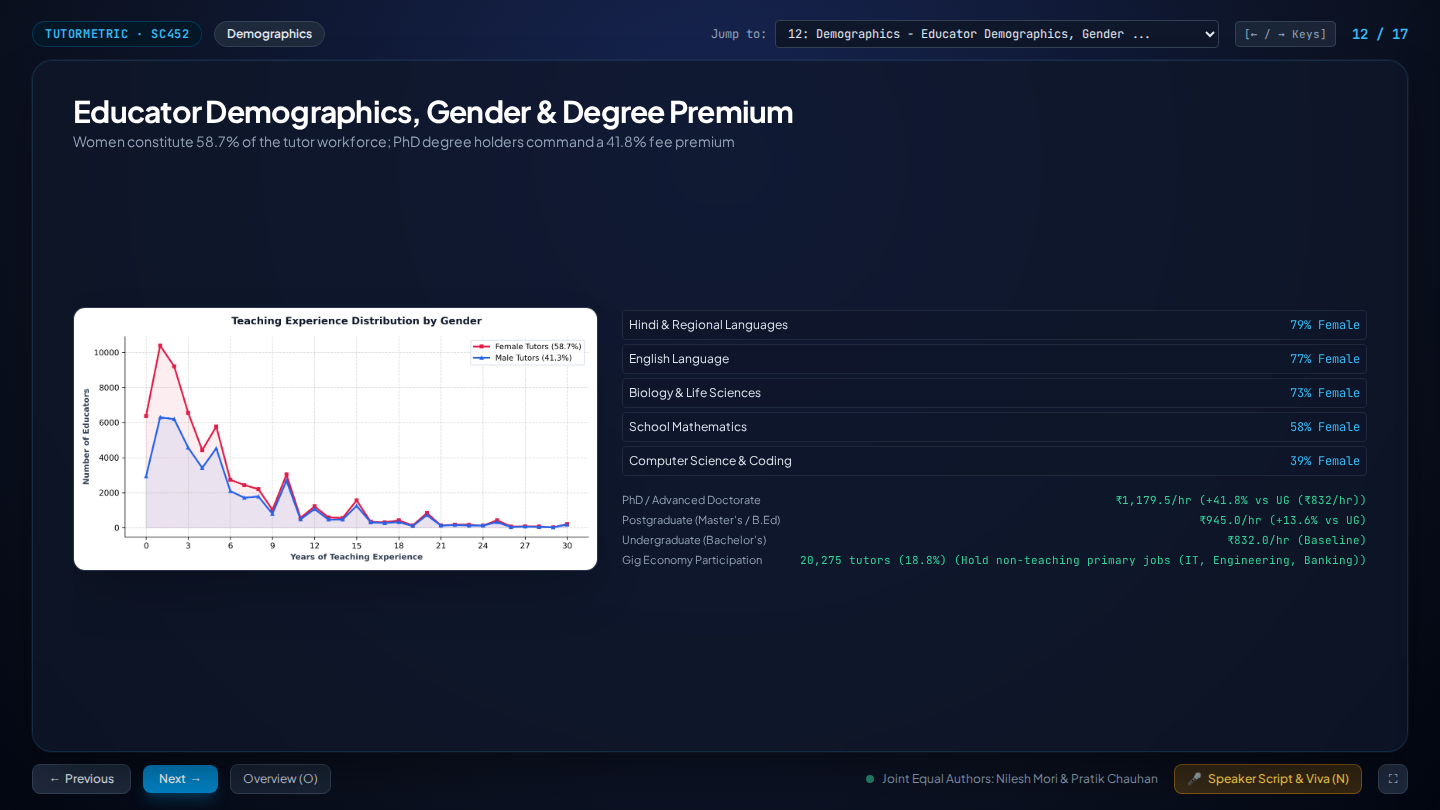 TUTORMETRIC · SC452
Demographics
Jump to:
12: Demographics - Educator Demographics, Gender ...
[← / → Keys]
12 / 17
Educator Demographics, Gender & Degree Premium
Women constitute 58.7% of the tutor workforce; PhD degree holders command a 41.8% fee premium
Teaching Experience Distribution by Gender
Female Tutors (58.7%)
Male Tutors (41.3%)
Number of Educators
10000
8000
6000
4000
2000
0
0 3 6 9 12 15 18 21 24 27 30
Years of Teaching Experience
Hindi & Regional Languages 79% Female
English Language 77% Female
Biology & Life Sciences 73% Female
School Mathematics 58% Female
Computer Science & Coding 39% Female
PhD / Advanced Doctorate ₹1,179.5/hr (+41.8% vs UG (₹832/hr))
Postgraduate (Master's / B.Ed) ₹945.0/hr (+13.6% vs UG)
Undergraduate (Bachelor's) ₹832.0/hr (Baseline)
Gig Economy Participation 20,275 tutors (18.8%) (Hold non-teaching primary jobs (IT, Engineering, Banking))
← Previous
Next →
Overview (O)
Joint Equal Authors: Nilesh Mori & Pratik Chauhan
🎤 Speaker Script & Viva (N)